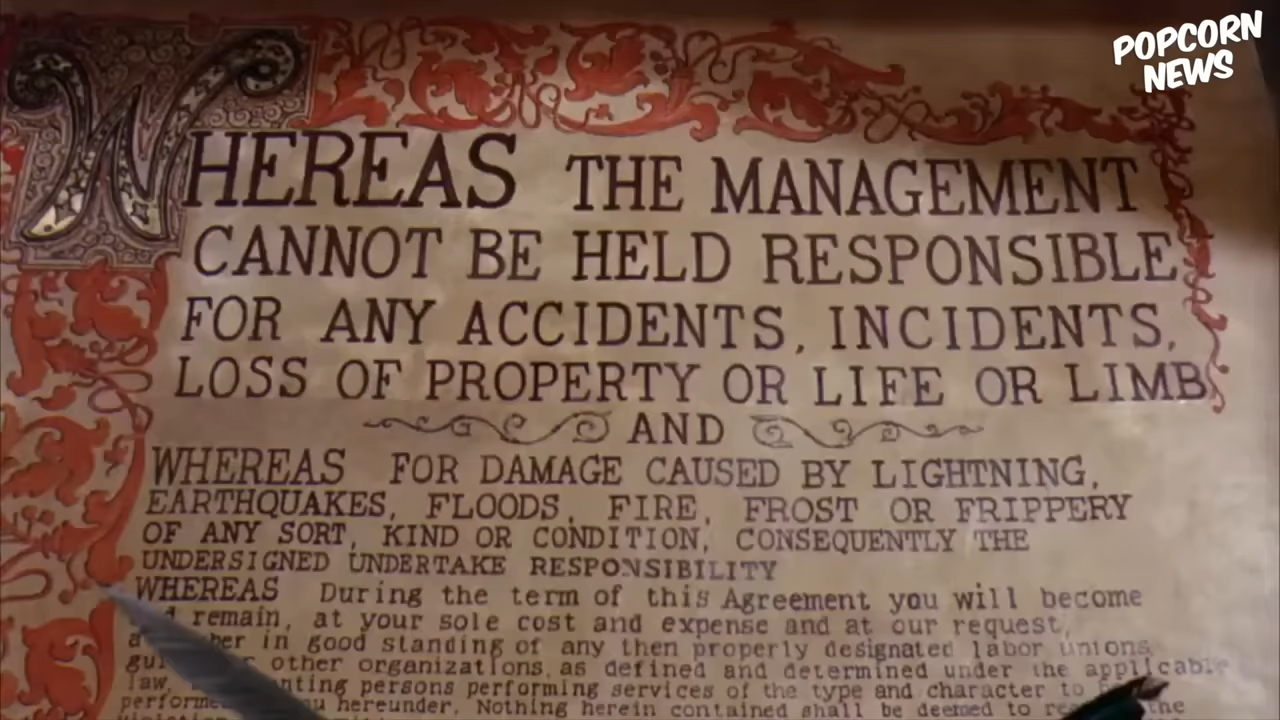 POPCORN
NEWS
WHEREAS THE MANAGEMENT
CANNOT BE HELD RESPONSIBLE
FOR ANY ACCIDENTS, INCIDENTS,
LOSS OF PROPERTY OR LIFE OR LIMB
AND
WHEREAS FOR DAMAGE CAUSED BY LIGHTNING,
EARTHQUAKES, FLOODS, FIRE, FROST OR FRIPPERY
OF ANY SORT, KIND OR CONDITION, CONSEQUENTLY THE
UNDERSIGNED UNDERTAKE RESPONSIBILITY
WHEREAS During the term of this Agreement you will become
remain, at your sole cost and expense and at our request,
in good standing of any then properly designated labor unions,
other organizations, as defined and determined under the applicable
law, persons performing services of the type and character to
hereunder. Nothing herein contained shall be deemed to the